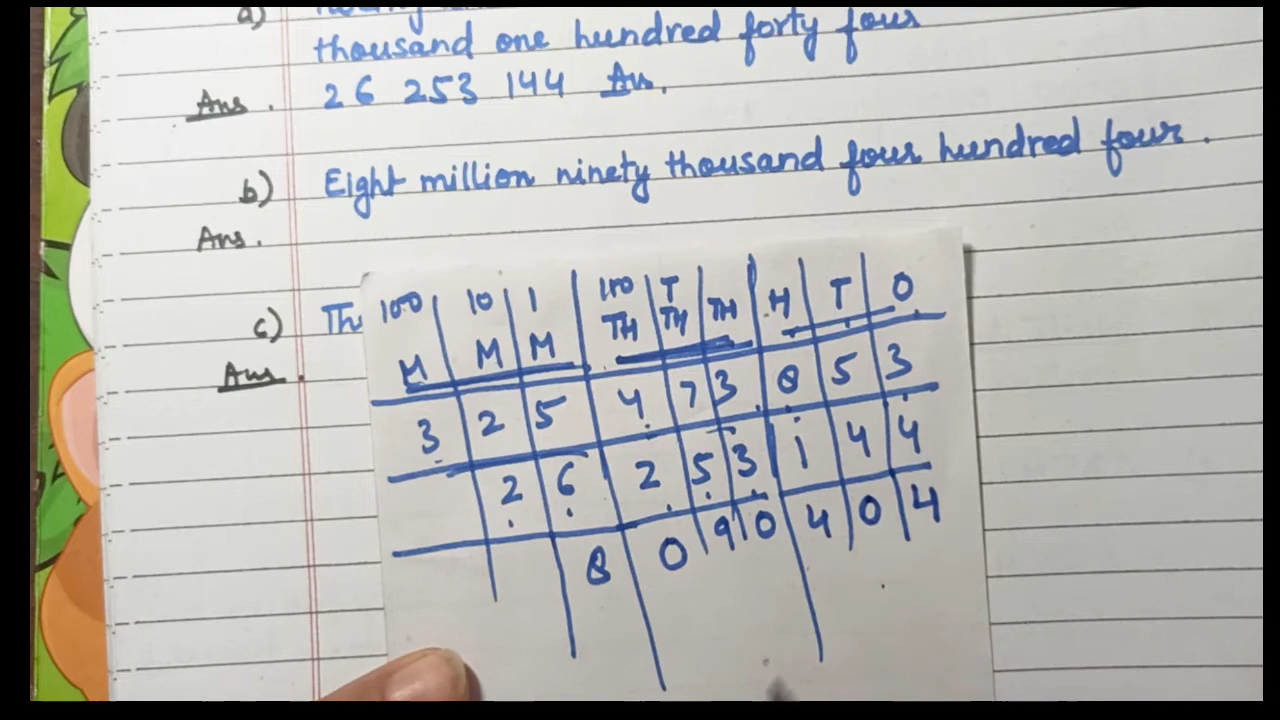 a)
thousand one hundred forty four
Ans. 26 253 144 An.
b) Eight million ninety thousand four hundred four.
Ans.
c) Th
Ans.
100 M 10 M 1 M 100 TH T TH TH H T O
3 2 5 4 7 3 8 5 3
2 6 2 5 3 1 4 4
8 0 9 0 4 0 4